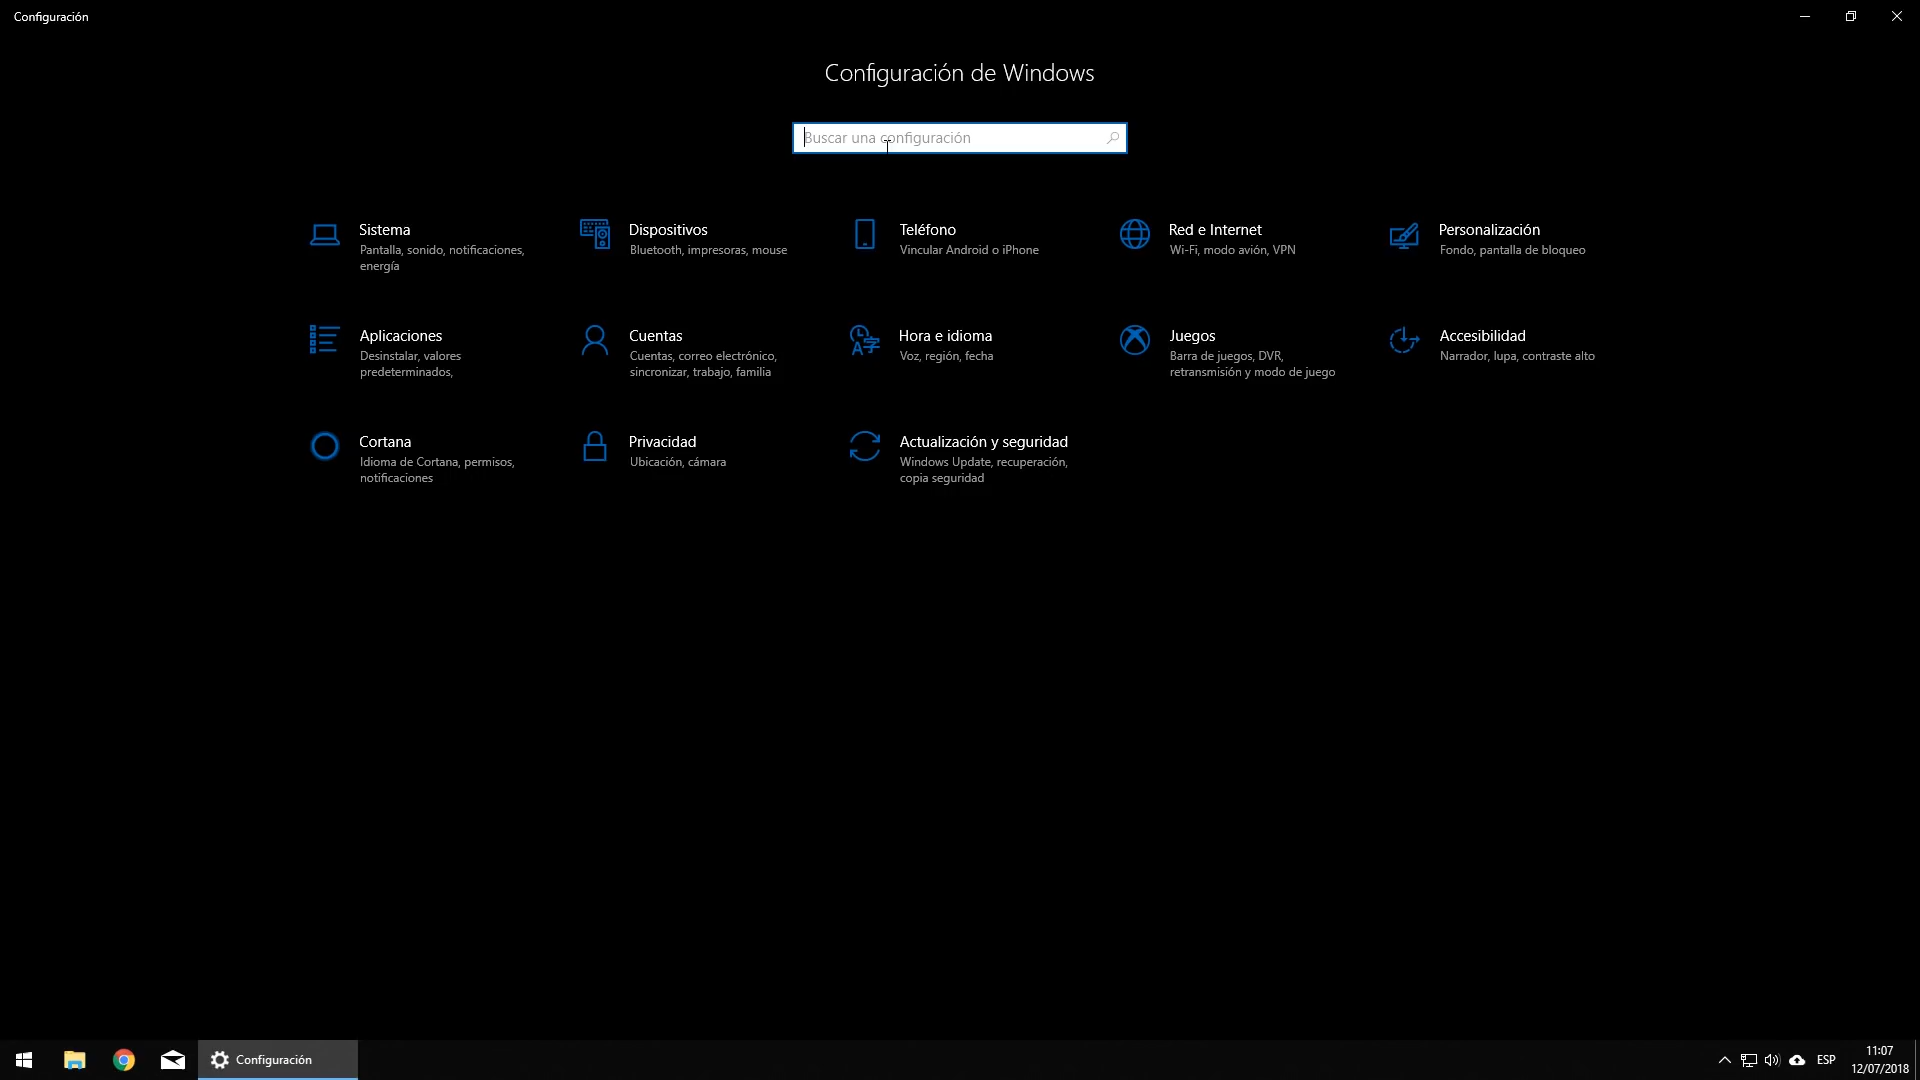 Configuración
Configuración de Windows
Buscar una configuración
Sistema
Pantalla, sonido, notificaciones,
energía
Dispositivos
Bluetooth, impresoras, mouse
Teléfono
Vincular Android o iPhone
Red e Internet
Wi-Fi, modo avión, VPN
Personalización
Fondo, pantalla de bloqueo
Aplicaciones
Desinstalar, valores
predeterminados,
Cuentas
Cuentas, correo electrónico,
sincronizar, trabajo, familia
Hora e idioma
Voz, región, fecha
Juegos
Barra de juegos, DVR,
retransmisión y modo de juego
Accesibilidad
Narrador, lupa, contraste alto
Cortana
Idioma de Cortana, permisos,
notificaciones
Privacidad
Ubicación, cámara
Actualización y seguridad
Windows Update, recuperación,
copia seguridad
Configuración
ESP
11:07
12/07/2018